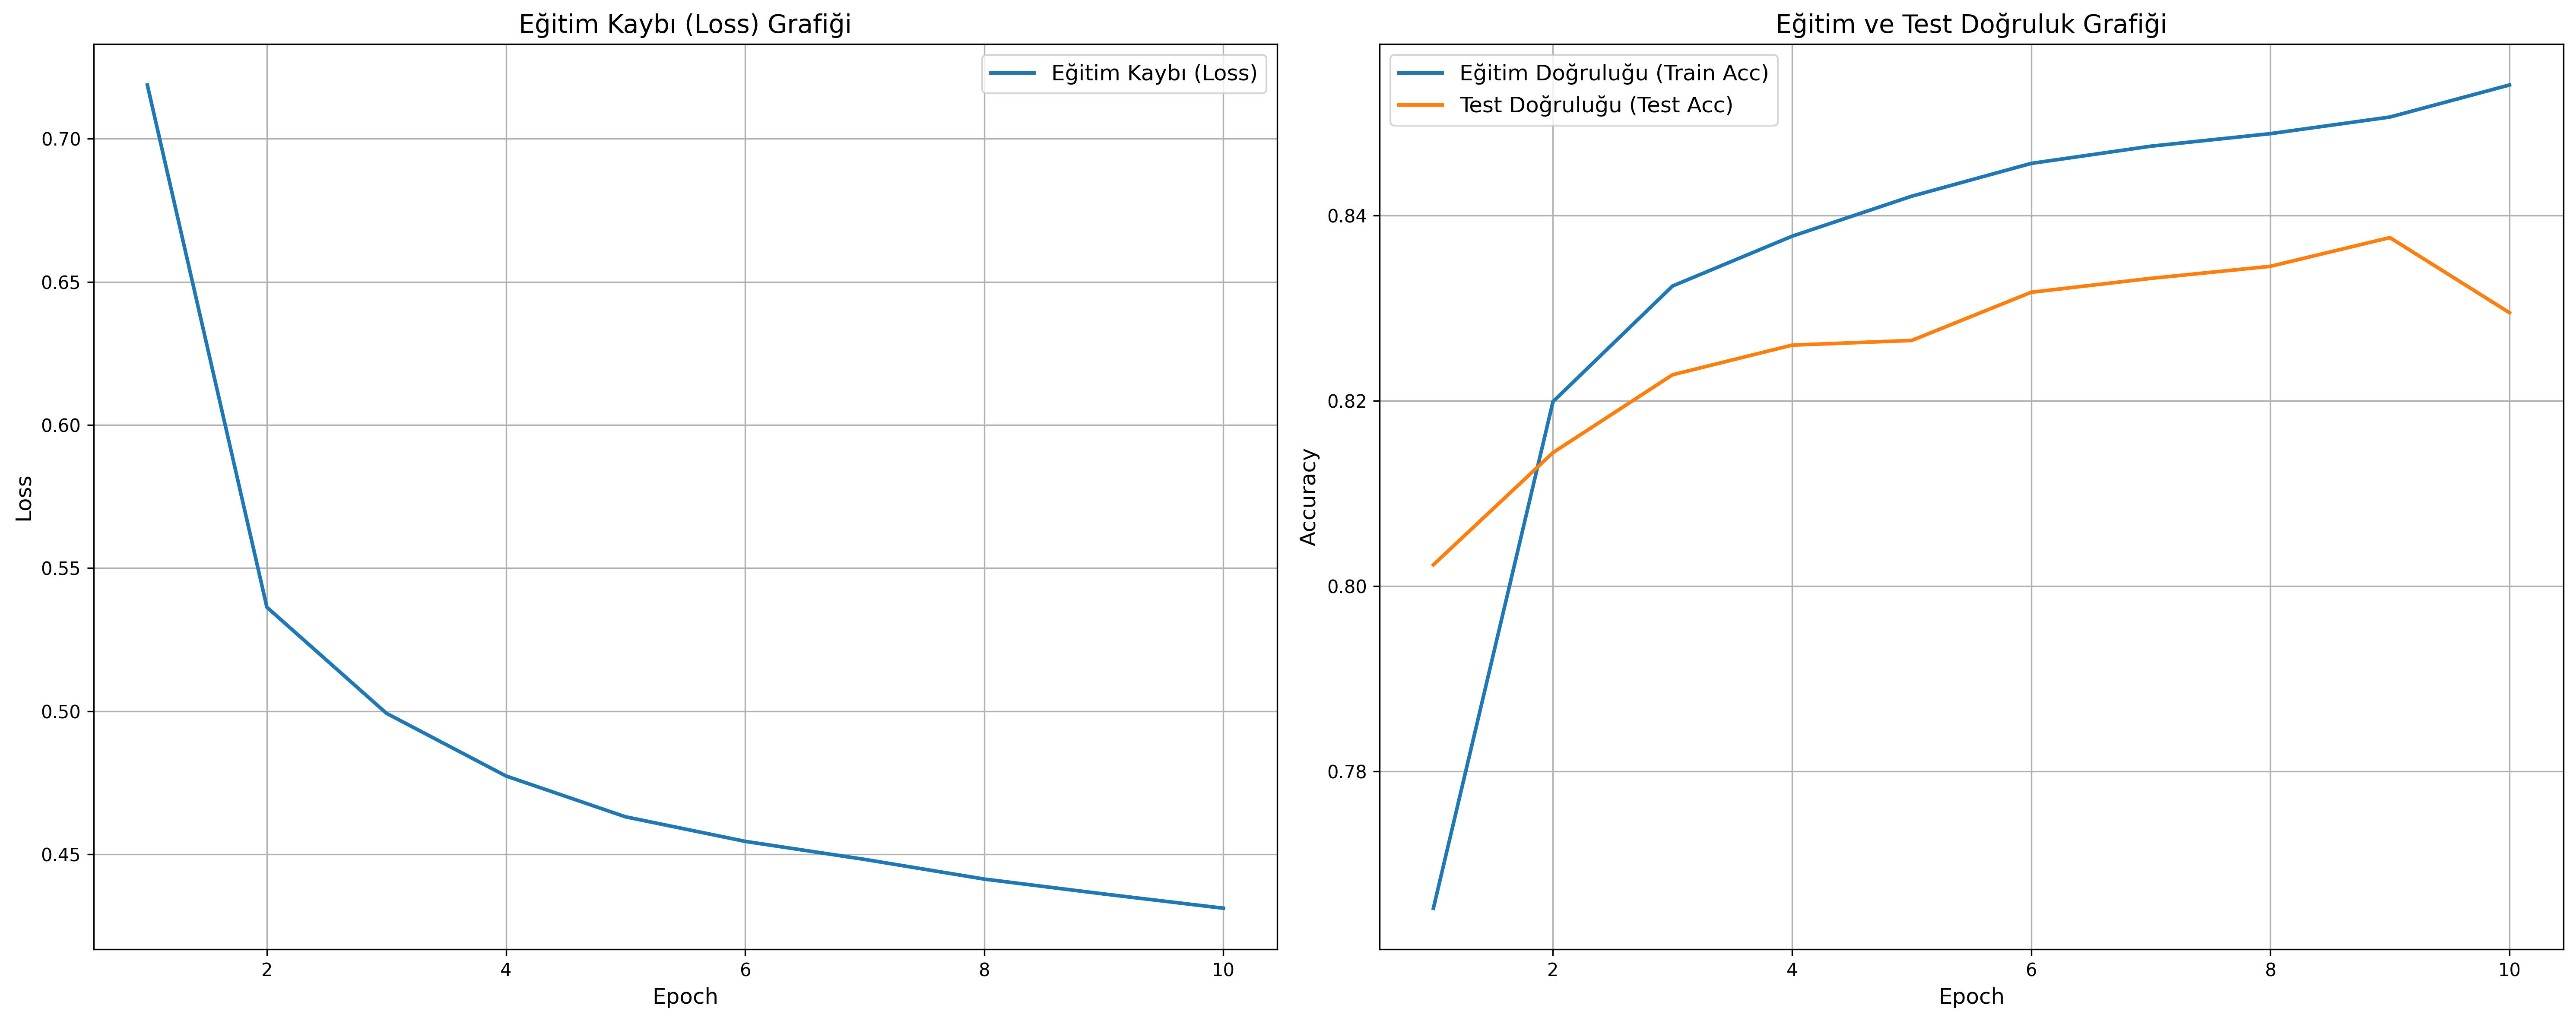 Eğitim Kaybı (Loss) Grafiği
Eğitim Kaybı (Loss)
0.70
0.65
0.60
0.55
0.50
0.45
Loss
2 4 6 8 10
Epoch
Eğitim ve Test Doğruluk Grafiği
Eğitim Doğruluğu (Train Acc)
Test Doğruluğu (Test Acc)
0.84
0.82
0.80
0.78
Accuracy
2 4 6 8 10
Epoch